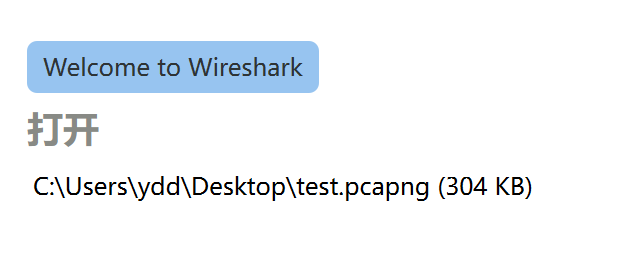 Welcome to Wireshark
打开
C:\Users\ydd\Desktop\test.pcapng (304 KB)